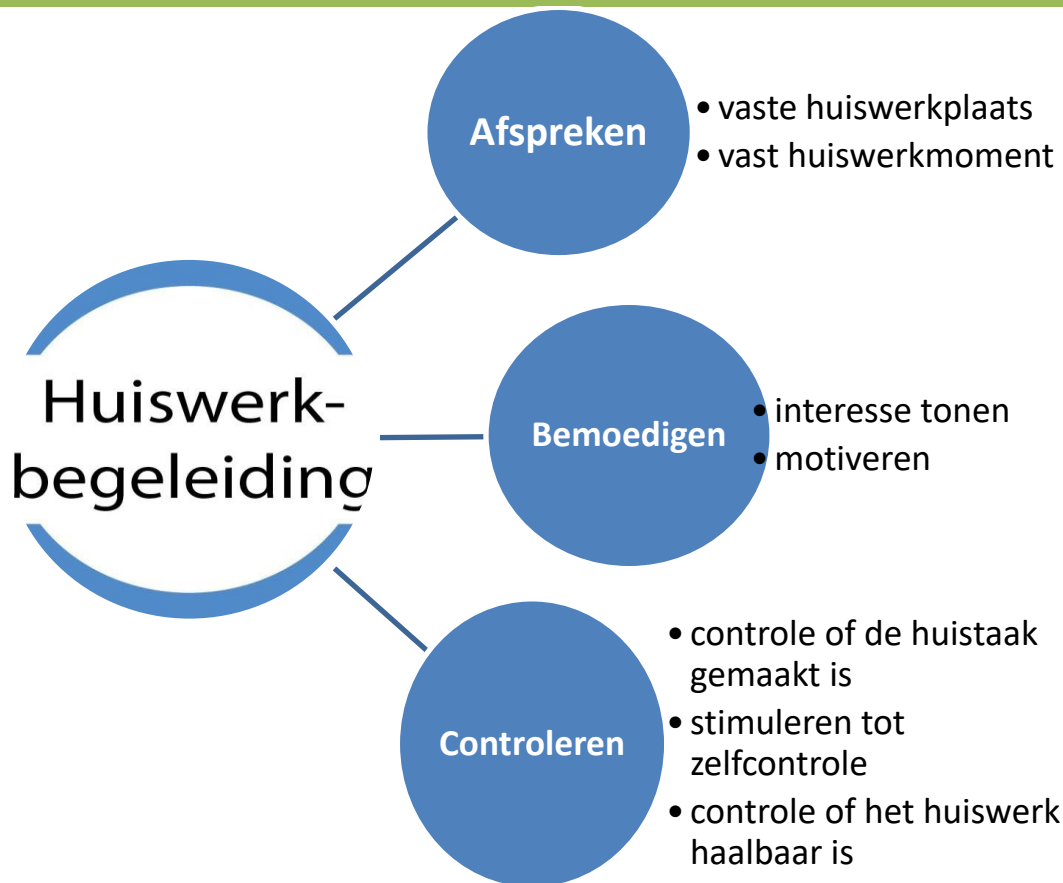 Huiswerk-
begeleiding
Afspreken
• vaste huiswerkplaats
• vast huiswerkmoment
Bemoedigen
• interesse tonen
• motiveren
Controleren
• controle of de huistaak
gemaakt is
• stimuleren tot
zelfcontrole
• controle of het huiswerk
haalbaar is